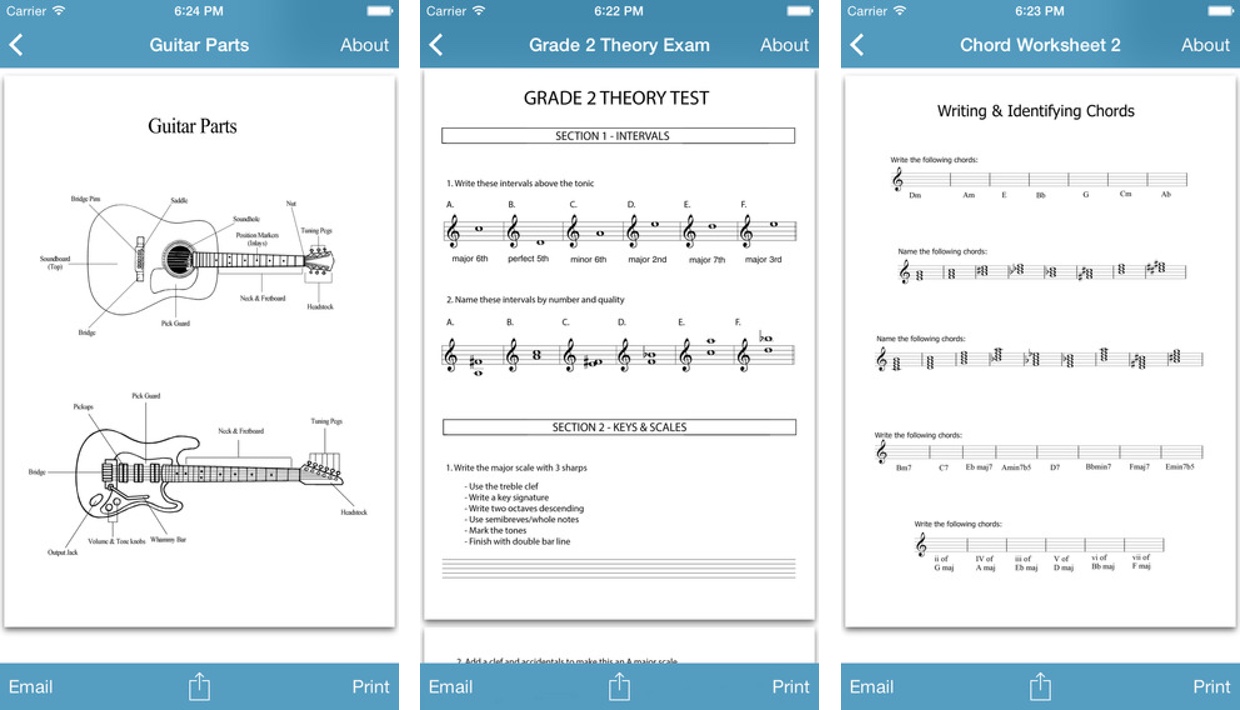 Carrier 6:24 PM
Guitar Parts About
Guitar Parts
Bridge Pins
Saddle
Nut
Soundhole
Position Markers
(Inlays)
Tuning Pegs
Soundboard
(Top)
Neck & Fretboard
Headstock
Pick Guard
Bridge
Pick Guard
Pickups
Tuning Pegs
Neck & Fretboard
Bridge
Headstock
Volume & Tone knobs
Whammy Bar
Output Jack
Email Print
Carrier 6:22 PM
Grade 2 Theory Exam About
GRADE 2 THEORY TEST
SECTION 1 - INTERVALS
1. Write these intervals above the tonic
A. B. C. D. E. F.
major 6th perfect 5th minor 6th major 2nd major 7th major 3rd
2. Name these intervals by number and quality
A. B. C. D. E. F.
SECTION 2 - KEYS & SCALES
1. Write the major scale with 3 sharps
- Use the treble clef
- Write a key signature
- Write two octaves descending
- Use semibreves/whole notes
- Mark the tones
- Finish with double bar line
2. Add a clef and accidentals to make this an A major scale
Email Print
Carrier 6:23 PM
Chord Worksheet 2 About
Writing & Identifying Chords
Write the following chords:
Dm Am E Bb G Cm Ab
Name the following chords:
Name the following chords:
Write the following chords:
Bm7 C7 Eb maj7 Amin7b5 D7 Bbmin7 Fmaj7 Emin7b5
Write the following chords:
ii of IV of iii of V of vi of vii of
G maj A maj Eb maj D maj Bb maj F maj
Email Print